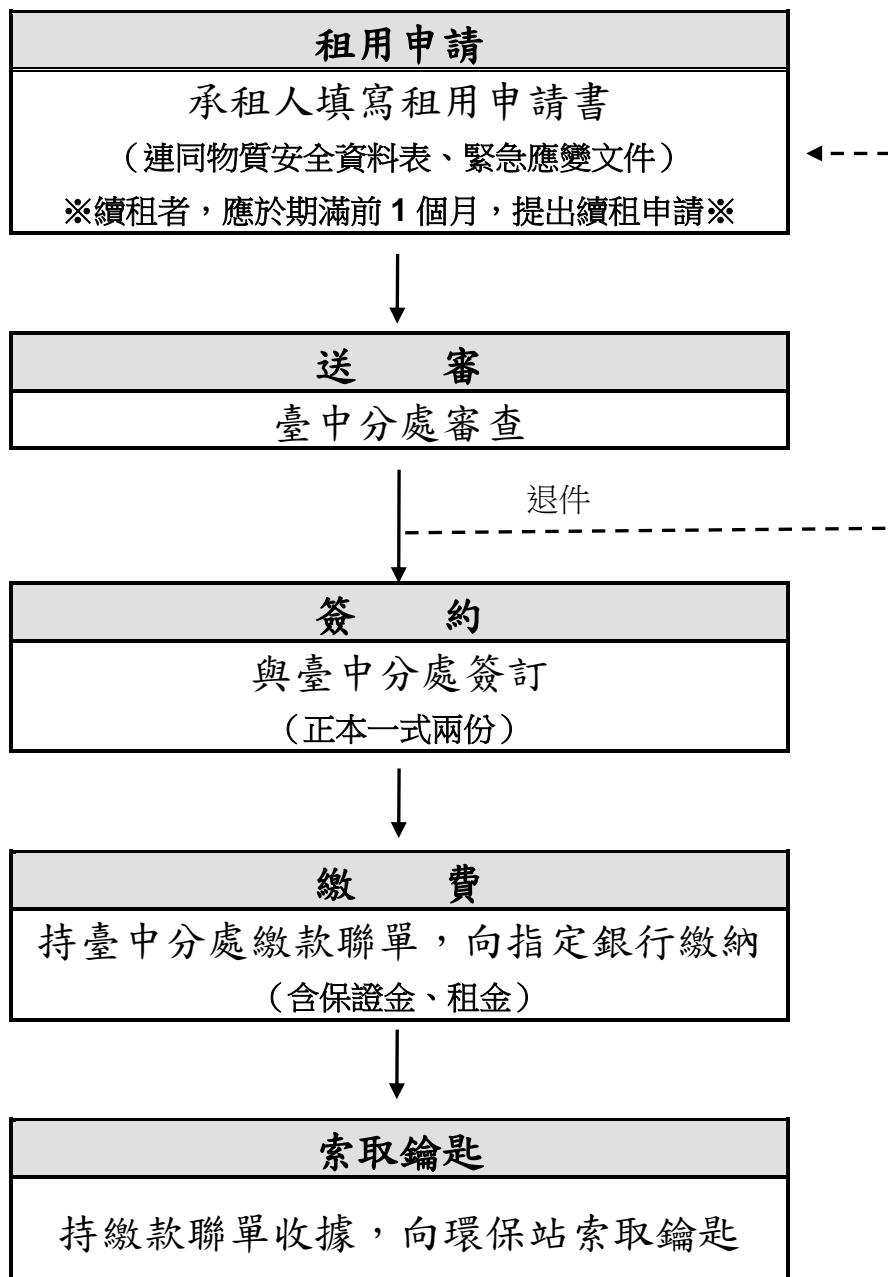 租用申請
承租人填寫租用申請書
（連同物質安全資料表、緊急應變文件）
※續租者，應於期滿前 1 個月，提出續租申請※
送　　審
臺中分處審查
退件
簽　　約
與臺中分處簽訂
（正本一式兩份）
繳　　費
持臺中分處繳款聯單，向指定銀行繳納
（含保證金、租金）
索取鑰匙
持繳款聯單收據，向環保站索取鑰匙